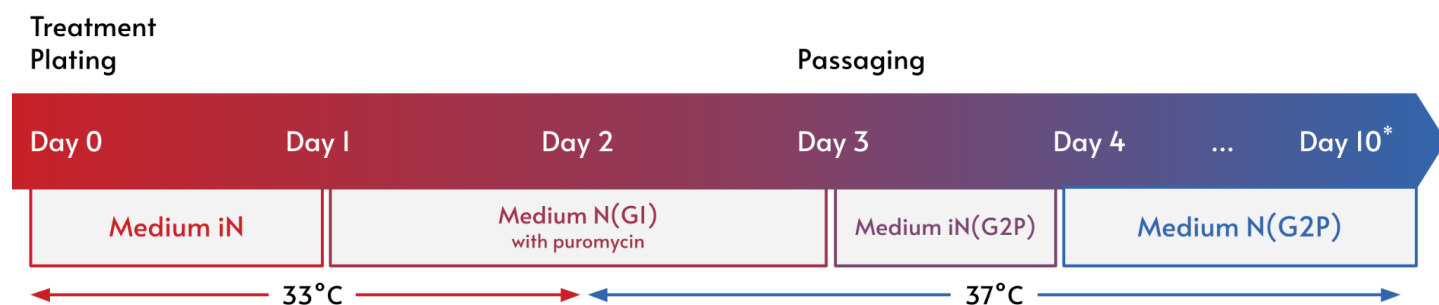 Treatment
Plating
Passaging
Day 0
Day 1
Day 2
Day 3
Day 4
...
Day 10*
Medium iN
Medium N(G1)
with puromycin
Medium iN(G2P)
Medium N(G2P)
33°C
37°C